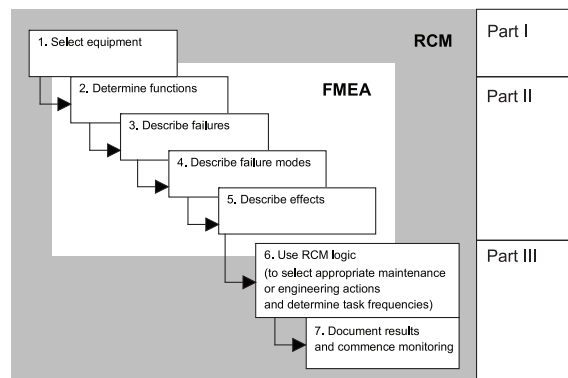 1. Select equipment
RCM
Part I
2. Determine functions
FMEA
Part II
3. Describe failures
4. Describe failure modes
5. Describe effects
6. Use RCM logic
(to select appropriate maintenance
or engineering actions
and determine task frequencies)
Part III
7. Document results
and commence monitoring